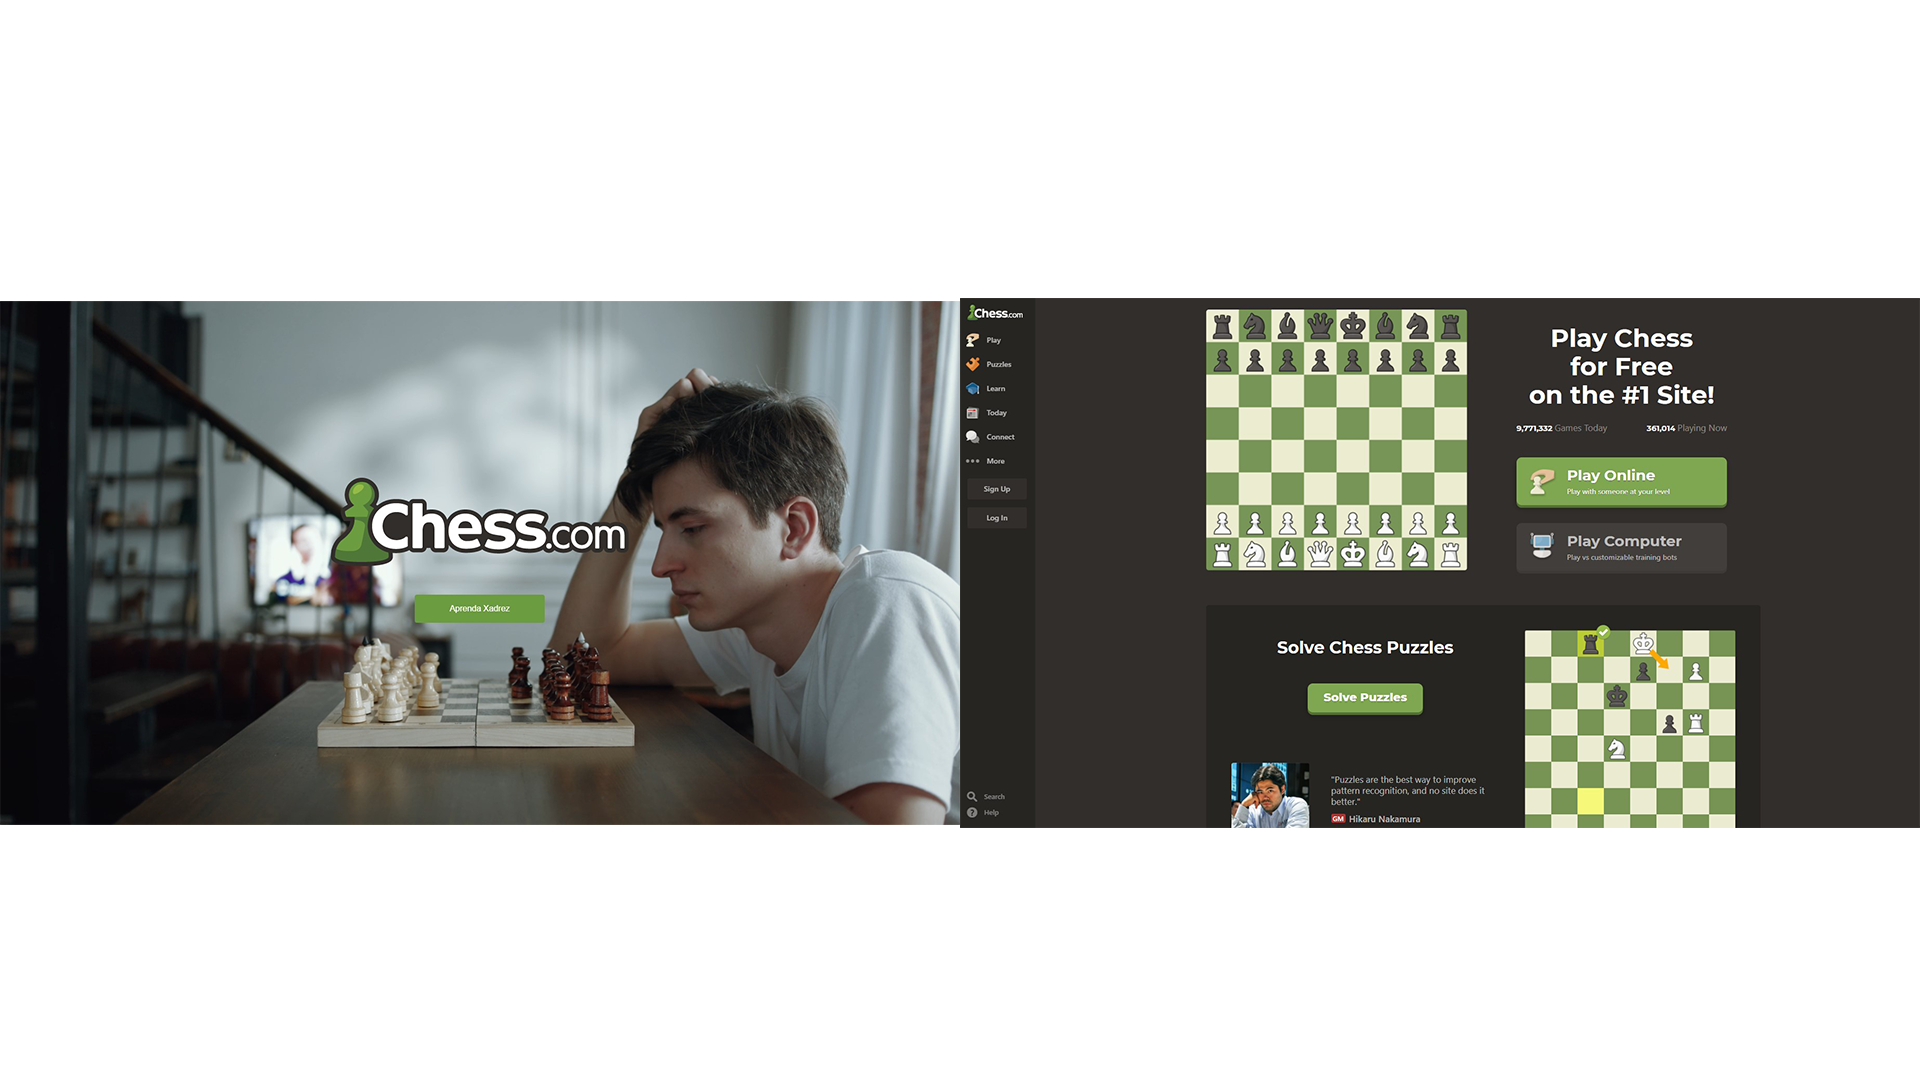 Chess.com
Aprenda Xadrez
Chess.com
Play
Puzzles
Learn
Today
Connect
More
Sign Up
Log In
Search
Help
Play Chess
for Free
on the #1 Site!
9,771,332 Games Today
361,014 Playing Now
Play Online
Play with someone at your level
Play Computer
Play vs customizable training bots
Solve Chess Puzzles
Solve Puzzles
"Puzzles are the best way to improve
pattern recognition, and no site does it
better."
GM Hikaru Nakamura